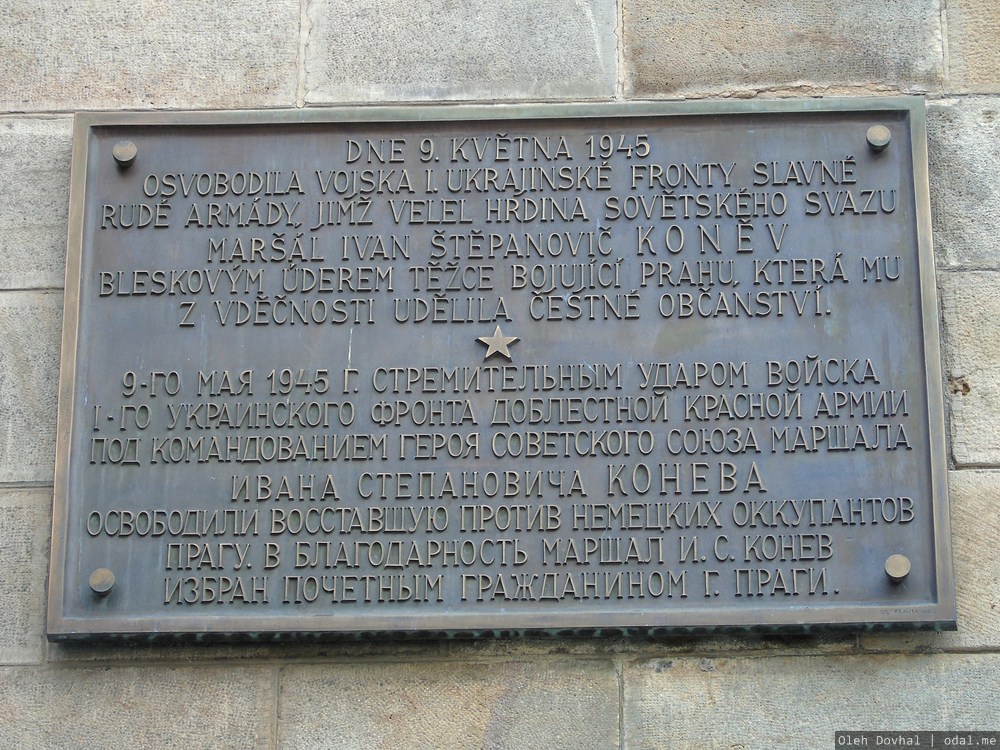 DNE 9. KVĚTNA 1945
OSVOBODILA VOJSKA I. UKRAJINSKÉ FRONTY SLAVNÉ
RUDÉ ARMÁDY, JIMŽ VELEL HRDINA SOVĚTSKÉHO SVAZU
MARŠÁL IVAN ŠTĚPANOVIČ KONĚV
BLESKOVÝM ÚDEREM TĚŽCE BOJUJÍCÍ PRAHU, KTERÁ MU
Z VDĚČNOSTI UDĚLILA ČESTNÉ OBČANSTVÍ.
9-ГО МАЯ 1945 Г. СТРЕМИТЕЛЬНЫМ УДАРОМ ВОЙСКА
I-ГО УКРАИНСКОГО ФРОНТА ДОБЛЕСТНОЙ КРАСНОЙ АРМИИ
ПОД КОМАНДОВАНИЕМ ГЕРОЯ СОВЕТСКОГО СОЮЗА МАРШАЛА
ИВАНА СТЕПАНОВИЧА КОНЕВА
ОСВОБОДИЛИ ВОССТАВШУЮ ПРОТИВ НЕМЕЦКИХ ОККУПАНТОВ
ПРАГУ. В БЛАГОДАРНОСТЬ МАРШАЛ И. С. КОНЕВ
ИЗБРАН ПОЧЕТНЫМ ГРАЖДАНИНОМ Г. ПРАГИ.
Oleh Dovhal | odal.me